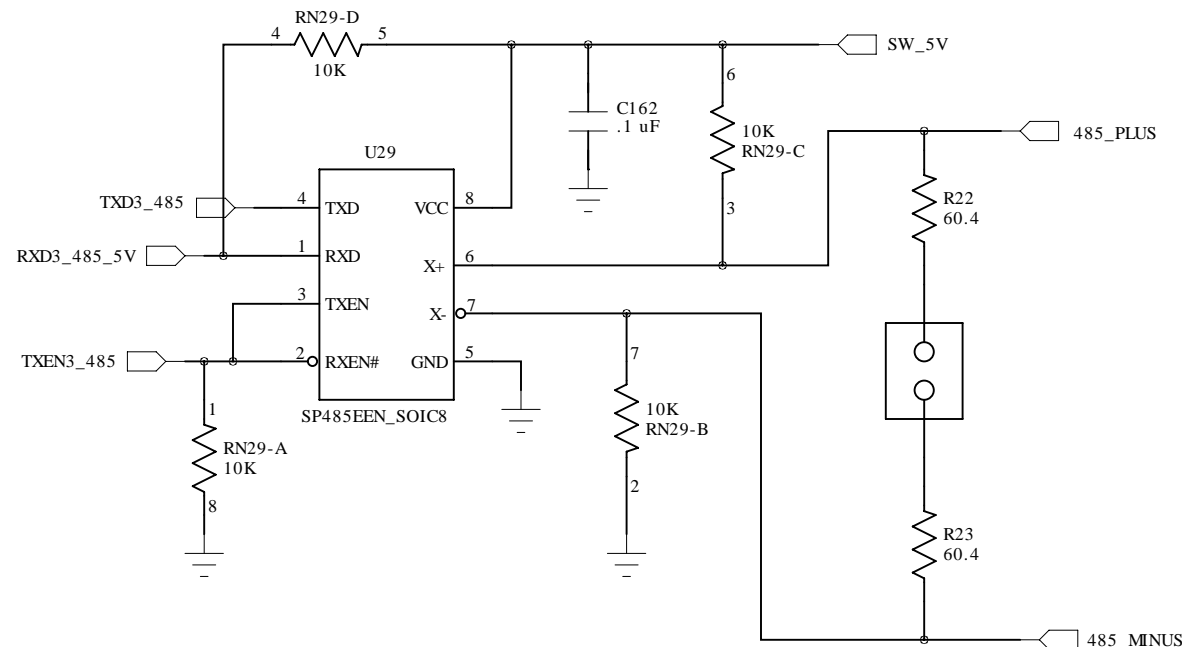 RN29-D
4 5
10K
SW_5V
6
C162
.1 uF
10K
RN29-C
485_PLUS
U29
3
R22
60.4
TXD3_485
4 TXD VCC 8
RXD3_485_5V
1 RXD
X+ 6
3 TXEN
X- 7
TXEN3_485
2 RXEN# GND 5
7
SP485EEN_SOIC8
1
10K
RN29-B
RN29-A
10K
2
8
R23
60.4
485_MINUS